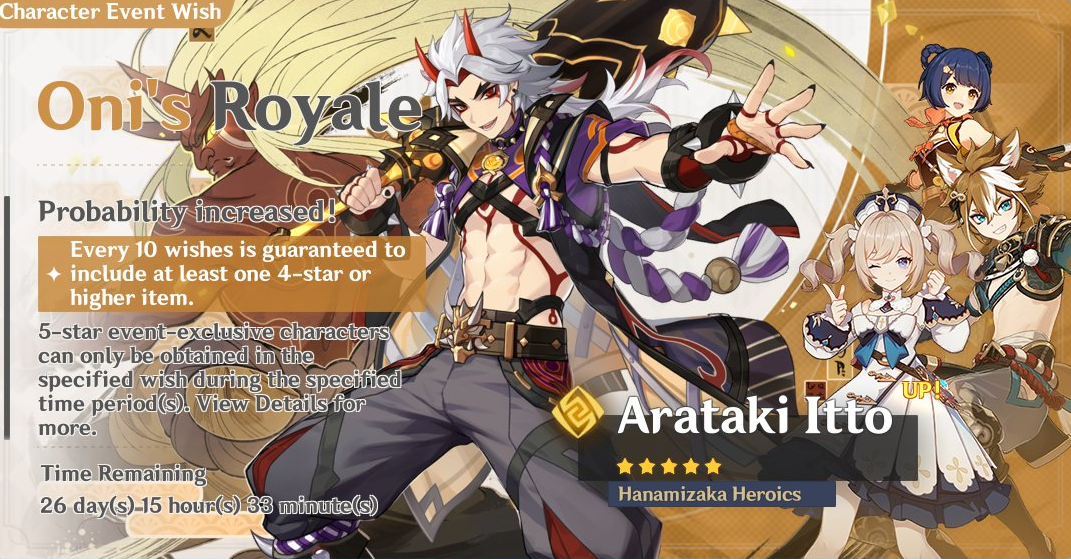 Character Event Wish
Oni's Royale
Probability increased!
Every 10 wishes is guaranteed to
include at least one 4-star or
higher item.
5-star event-exclusive characters
can only be obtained in the
specified wish during the specified
time period(s). View Details for
more.
Time Remaining
26 day(s) 15 hour(s) 33 minute(s)
UP!
Arataki Itto
Hanamizaka Heroics